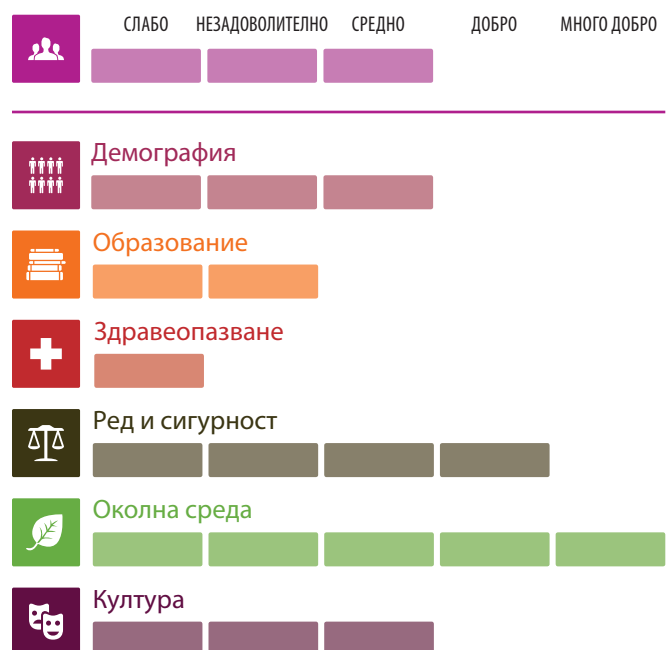 СЛАБО НЕЗАДОВОЛИТЕЛНО СРЕДНО ДОБРО МНОГО ДОБРО
Демография
Образование
Здравеопазване
Ред и сигурност
Околна среда
Култура